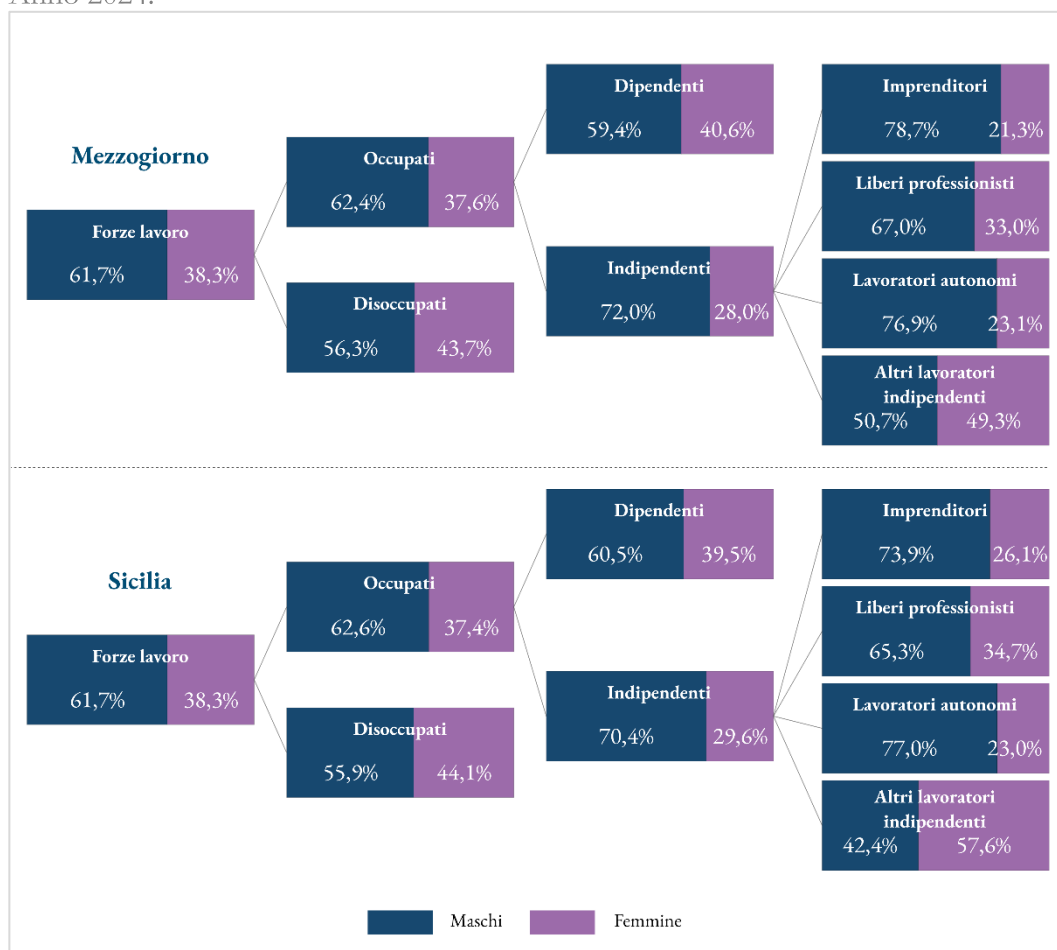 Anno 2024.
Mezzogiorno
Forze lavoro
61,7% 38,3%
Occupati
62,4% 37,6%
Disoccupati
56,3% 43,7%
Dipendenti
59,4% 40,6%
Indipendenti
72,0% 28,0%
Imprenditori
78,7% 21,3%
Liberi professionisti
67,0% 33,0%
Lavoratori autonomi
76,9% 23,1%
Altri lavoratori
indipendenti
50,7% 49,3%
Sicilia
Forze lavoro
61,7% 38,3%
Occupati
62,6% 37,4%
Disoccupati
55,9% 44,1%
Dipendenti
60,5% 39,5%
Indipendenti
70,4% 29,6%
Imprenditori
73,9% 26,1%
Liberi professionisti
65,3% 34,7%
Lavoratori autonomi
77,0% 23,0%
Altri lavoratori
indipendenti
42,4% 57,6%
Maschi Femmine